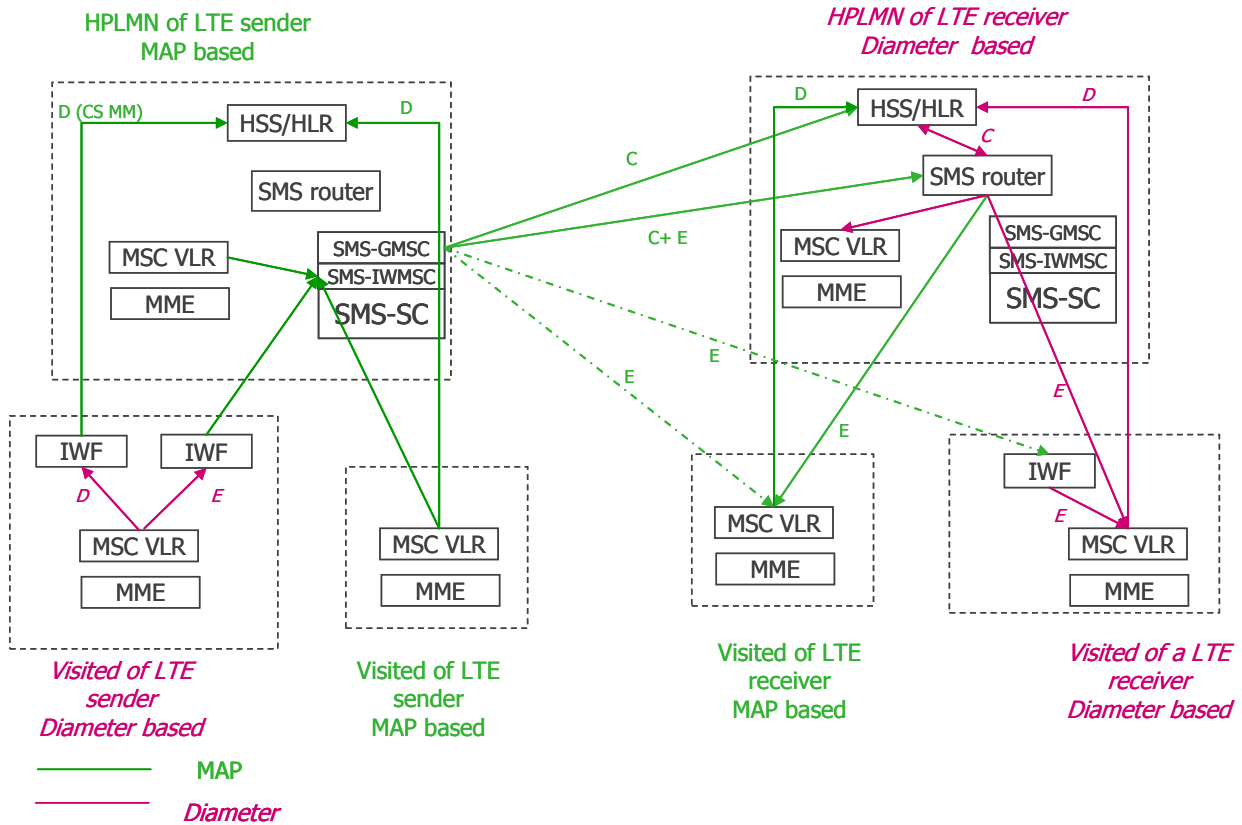 HPLMN of LTE sender
MAP based
HPLMN of LTE receiver
Diameter based
D (CS MM)
D
HSS/HLR
SMS router
MSC VLR
MME
SMS-GMSC
SMS-IWMSC
SMS-SC
C
C+ E
E
E
D
D
HSS/HLR
C
SMS router
MSC VLR
MME
SMS-GMSC
SMS-IWMSC
SMS-SC
E
E
IWF
IWF
D
E
MSC VLR
MME
MSC VLR
MME
MSC VLR
MME
IWF
E
MSC VLR
MME
Visited of LTE
sender
Diameter based
Visited of LTE
sender
MAP based
Visited of LTE
receiver
MAP based
Visited of a LTE
receiver
Diameter based
MAP
Diameter